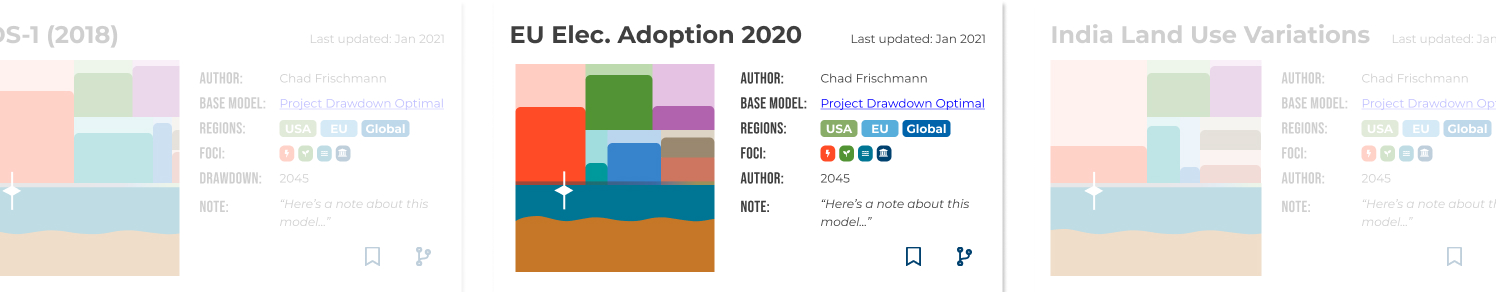 OS-1 (2018)
Last updated: Jan 2021
AUTHOR: Chad Frischmann
BASE MODEL: Project Drawdown Optimal
REGIONS: USA EU Global
FOCI:
DRAWDOWN: 2045
NOTE: “Here’s a note about this
model...”
EU Elec. Adoption 2020
Last updated: Jan 2021
AUTHOR: Chad Frischmann
BASE MODEL: Project Drawdown Optimal
REGIONS: USA EU Global
FOCI:
AUTHOR: 2045
NOTE: “Here’s a note about this
model...”
India Land Use Variations
Last updated: Jan
AUTHOR: Chad Frischmann
BASE MODEL: Project Drawdown Opt
REGIONS: USA EU Global
FOCI:
AUTHOR: 2045
NOTE: “Here’s a note about th
model...”